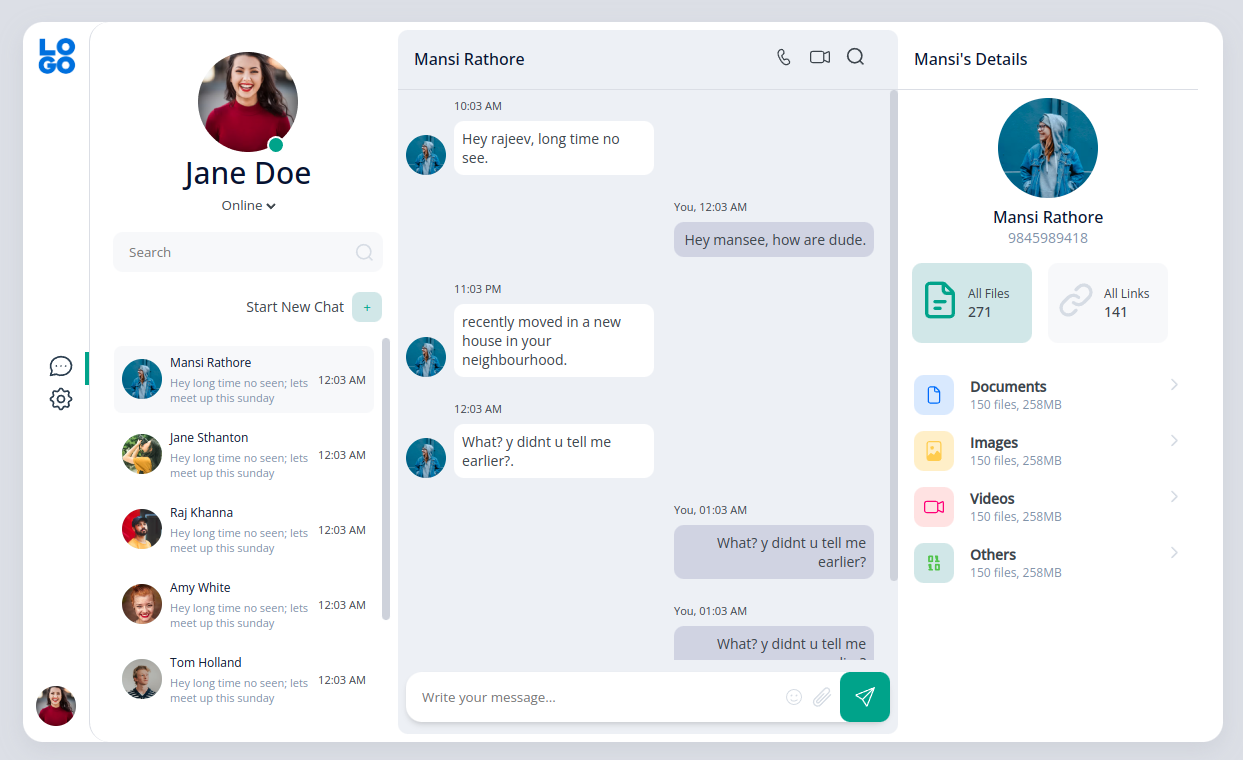 LO
GO
Jane Doe
Online
Search
Start New Chat +
Mansi Rathore
Hey long time no seen; lets
meet up this sunday
12:03 AM
Jane Sthanton
Hey long time no seen; lets
meet up this sunday
12:03 AM
Raj Khanna
Hey long time no seen; lets
meet up this sunday
12:03 AM
Amy White
Hey long time no seen; lets
meet up this sunday
12:03 AM
Tom Holland
Hey long time no seen; lets
meet up this sunday
12:03 AM
Mansi Rathore
10:03 AM
Hey rajeev, long time no
see.
You, 12:03 AM
Hey mansee, how are dude.
11:03 PM
recently moved in a new
house in your
neighbourhood.
12:03 AM
What? y didnt u tell me
earlier?.
You, 01:03 AM
What? y didnt u tell me
earlier?
You, 01:03 AM
What? y didnt u tell me
Write your message...
Mansi's Details
Mansi Rathore
9845989418
All Files
271
All Links
141
Documents
150 files, 258MB
Images
150 files, 258MB
Videos
150 files, 258MB
01
10
Others
150 files, 258MB